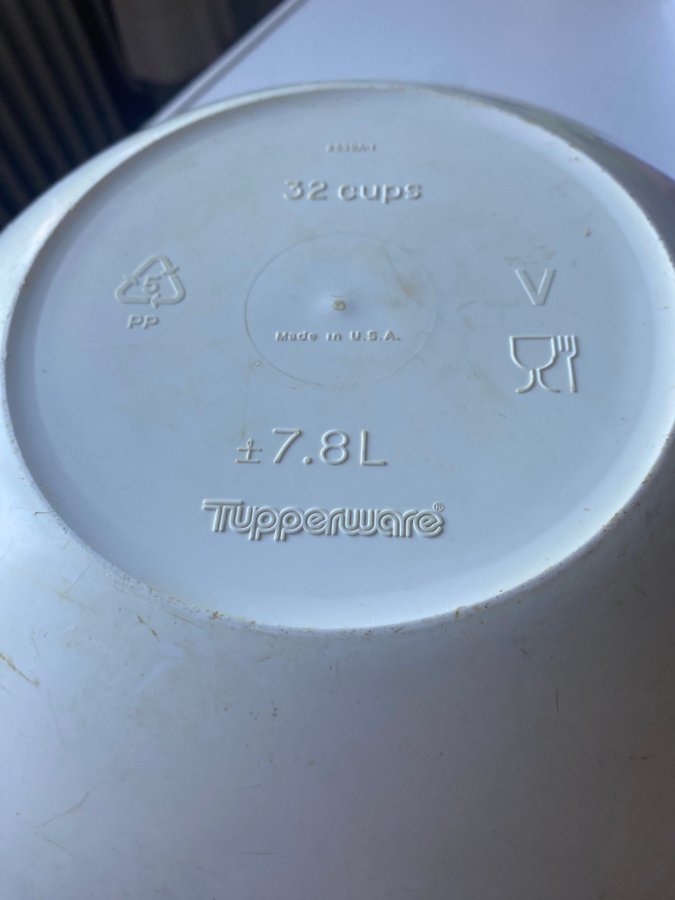 32 cups
5
PP
V
Made in U.S.A.
±7.8L
Tupperware®